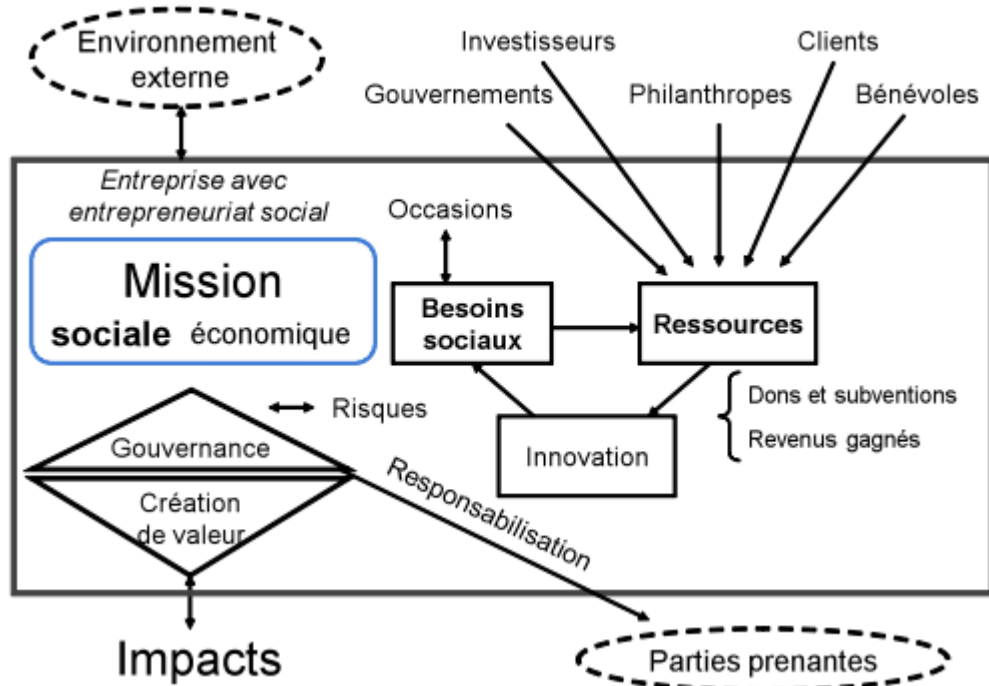 Environnement
externe
Investisseurs
Clients
Gouvernements
Philanthropes
Bénévoles
Entreprise avec
entrepreneuriat social
Occasions
Mission
sociale économique
Besoins
sociaux
Ressources
Risques
Dons et subventions
Revenus gagnés
Gouvernance
Innovation
Création
de valeur
Responsabilisation
Impacts
Parties prenantes